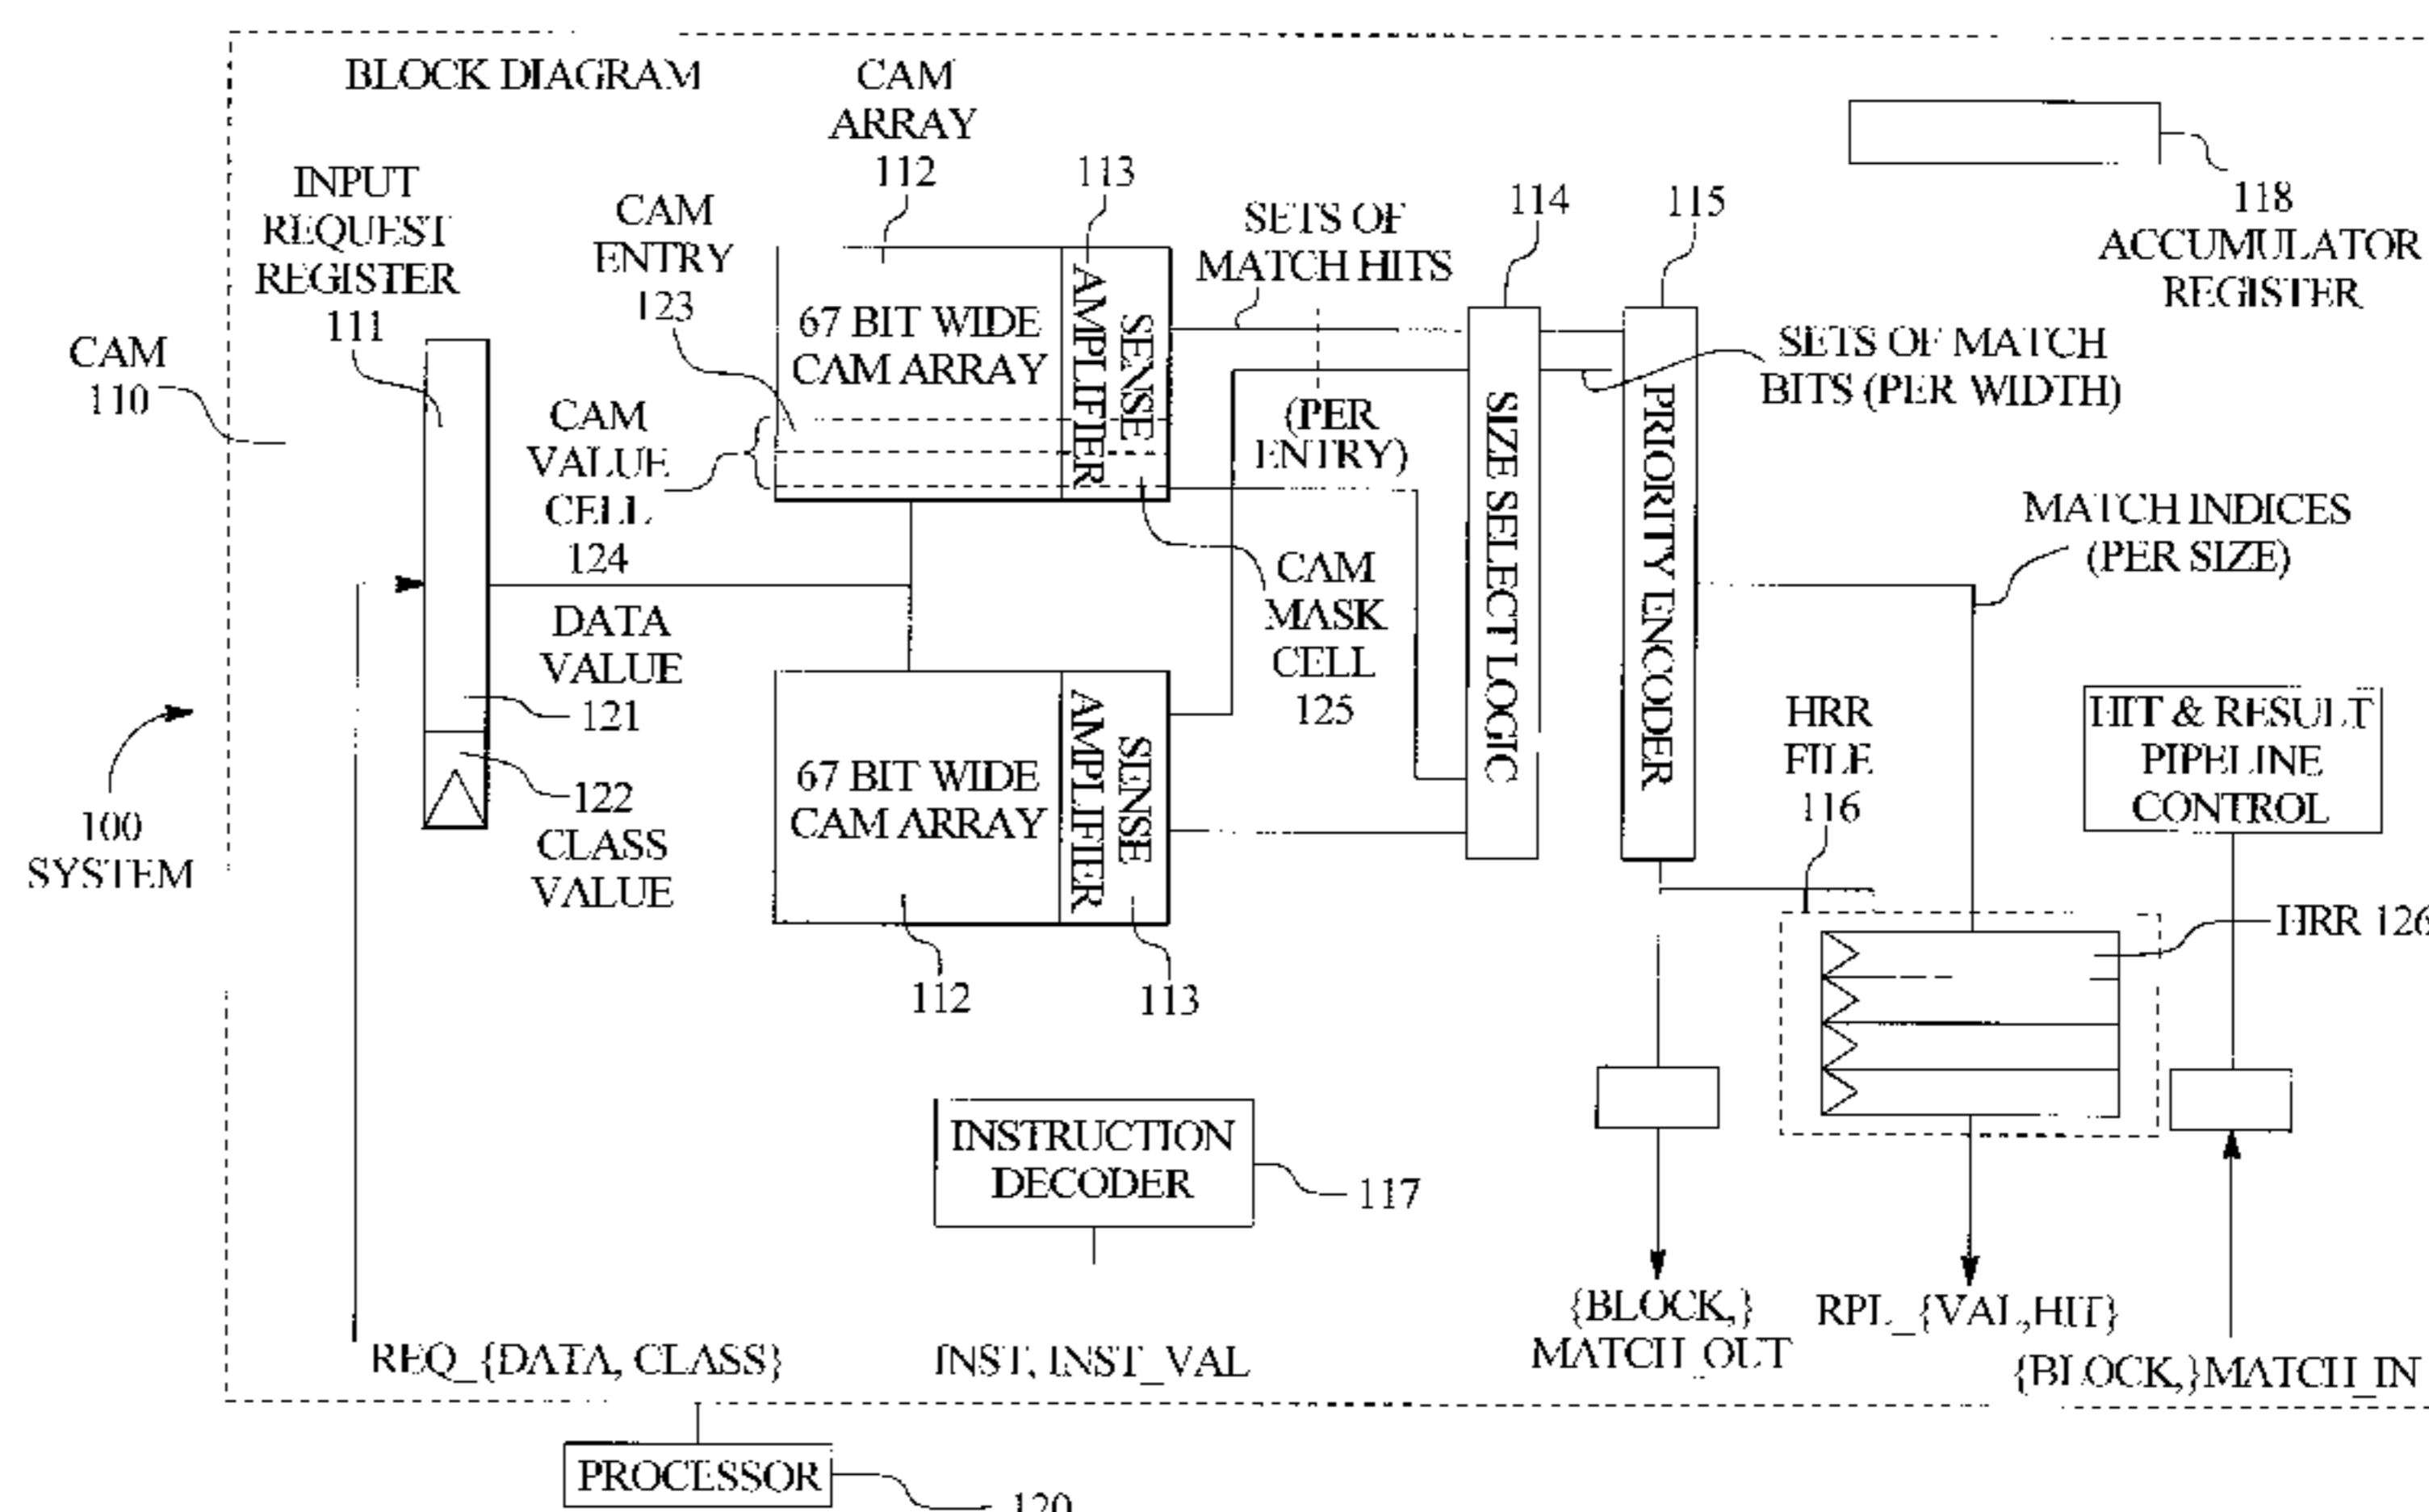 BLOCK DIAGRAM
CAM
ARRAY
112
113
INPUT
REQUEST
REGISTER
111
CAM
ENTRY
123
SETS OF
MATCH HITS
114
115
118
ACCUMULATOR
REGISTER
CAM
110
67 BIT WIDE
CAM ARRAY
SENSE
AMPLIFIER
(PER
ENTRY)
SIZE SELECT LOGIC
PRIORITY ENCODER
SETS OF MATCH
BITS (PER WIDTH)
CAM
VALUE
CELL
124
MATCH INDICES
(PER SIZE)
CAM
MASK
CELL
125
DATA
VALUE
121
122
CLASS
VALUE
100
SYSTEM
67 BIT WIDE
CAM ARRAY
SENSE
AMPLIFIER
112
113
HRR
FILE
116
HIT & RESULT
PIPELINE
CONTROL
HRR 126
INSTRUCTION
DECODER
117
REQ_{DATA, CLASS}
INST, INST_VAL
{BLOCK,}
MATCH_OUT
RPL_{VAL,HIT}
{BLOCK,}MATCH_IN
PROCESSOR
120